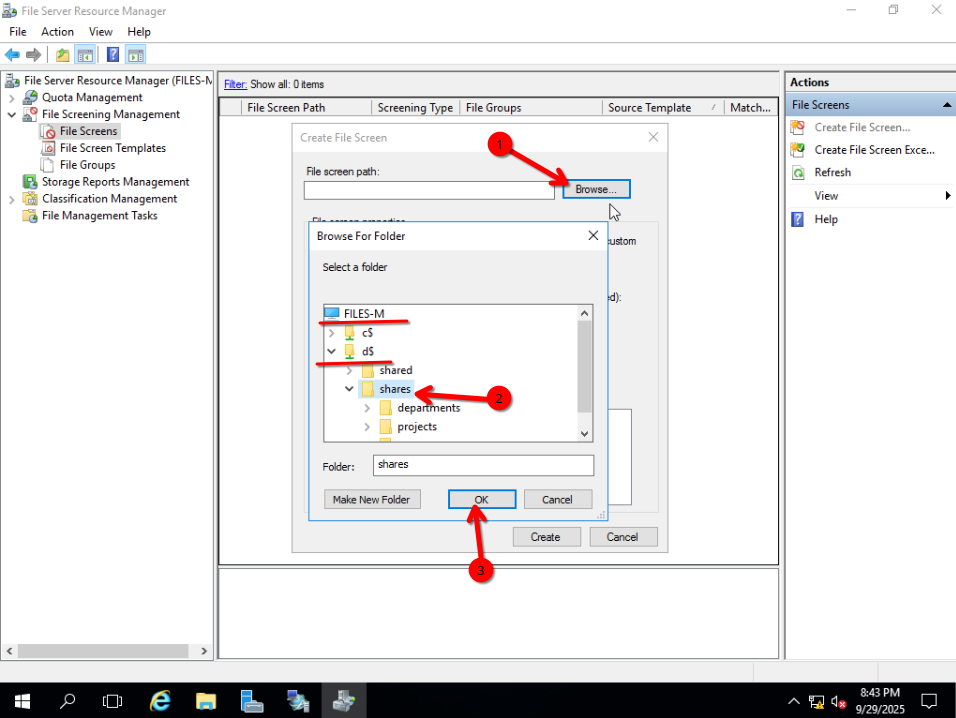 File Server Resource Manager
File Action View Help
File Server Resource Manager (FILES-M
Quota Management
File Screening Management
File Screens
File Screen Templates
File Groups
Storage Reports Management
Classification Management
File Management Tasks
Filter: Show all: 0 items
File Screen Path Screening Type File Groups Source Template Match...
Create File Screen
File screen path:
Browse...
1
File screen properties
custom
ed):
Browse For Folder
Select a folder
FILES-M
c$
d$
shared
shares
2
departments
projects
Folder: shares
Make New Folder OK Cancel
Create Cancel
3
Actions
File Screens
Create File Screen...
Create File Screen Exce...
Refresh
View
Help
8:43 PM
9/29/2025